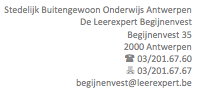 Stedelijk Buitengewoon Onderwijs Antwerpen
De Leerexpert Begijnenvest
Begijnenvest 35
2000 Antwerpen
☎ 03/201.67.60
🖷 03/201.67.67
begijnenvest@leerexpert.be